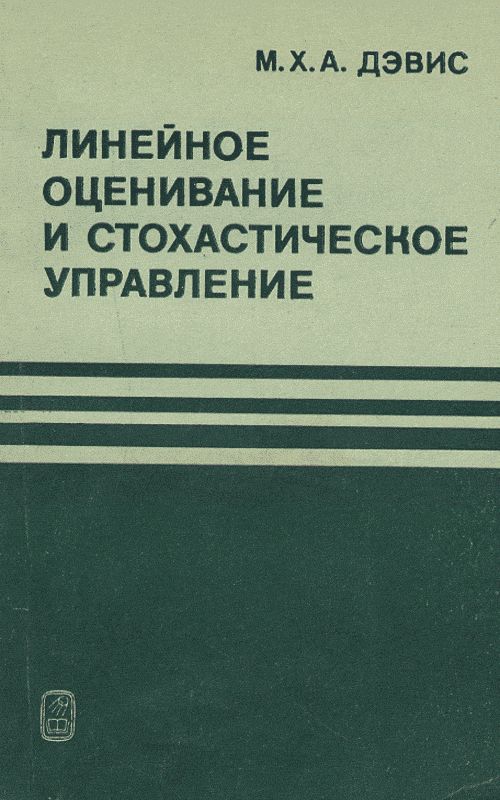 М.Х.А. ДЭВИС
ЛИНЕЙНОЕ
ОЦЕНИВАНИЕ
И СТОХАСТИЧЕСКОЕ
УПРАВЛЕНИЕ